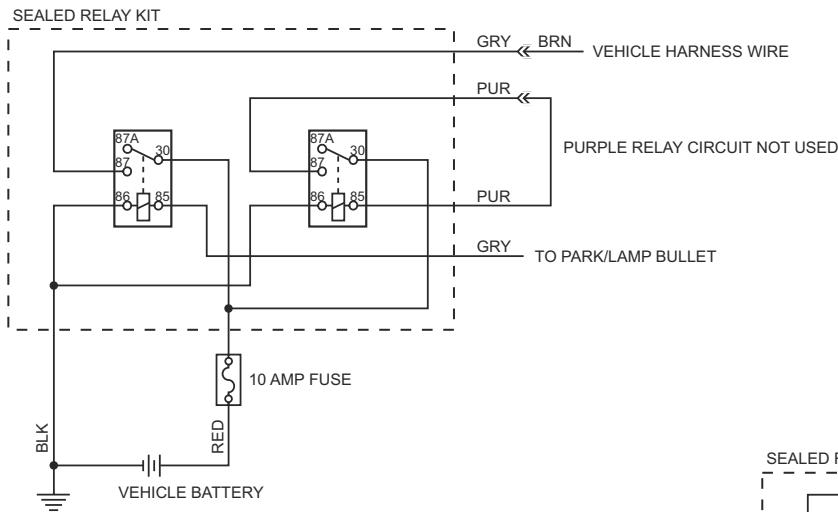 SEALED RELAY KIT
GRY
BRN
VEHICLE HARNESS WIRE
PUR
87A
30
87
86
85
87A
30
87
86
85
PURPLE RELAY CIRCUIT NOT USED
PUR
GRY
TO PARK/LAMP BULLET
10 AMP FUSE
BLK
RED
VEHICLE BATTERY
SEALED